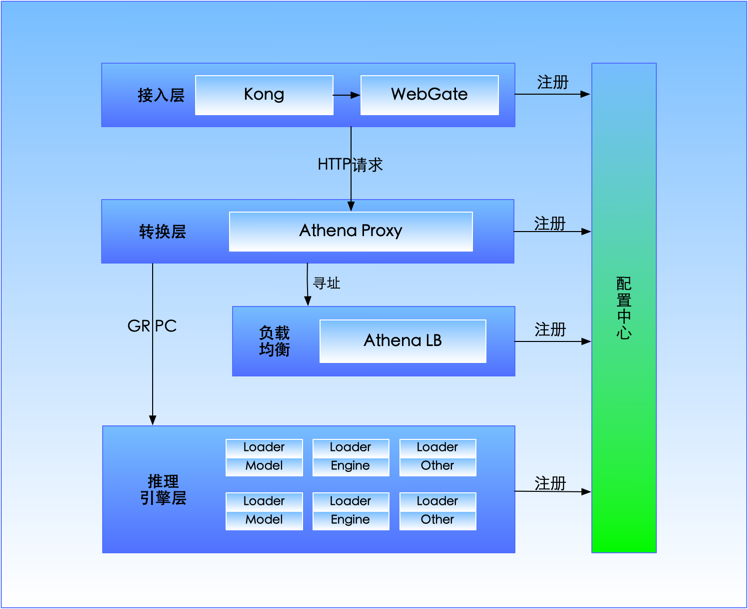 接入层
Kong
WebGate
注册
HTTP请求
转换层
Athena Proxy
注册
寻址
GRPC
负载
均衡
Athena LB
注册
配置中心
推理
引擎层
Loader
Model
Loader
Engine
Loader
Other
Loader
Model
Loader
Engine
Loader
Other
注册